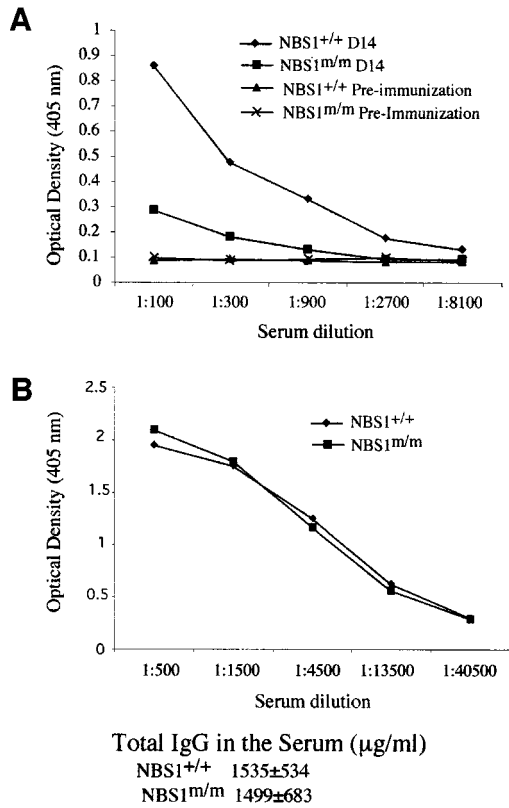 A
NBS1+/+ D14
NBS1m/m D14
NBS1+/+ Pre-immunization
NBS1m/m Pre-Immunization
Optical Density (405 nm)
1
0.9
0.8
0.7
0.6
0.5
0.4
0.3
0.2
0.1
0
1:100 1:300 1:900 1:2700 1:8100
Serum dilution
B
NBS1+/+
NBS1m/m
Optical Density (405 nm)
2.5
2
1.5
1
0.5
0
1:500 1:1500 1:4500 1:13500 1:40500
Serum dilution
Total IgG in the Serum (µg/ml)
NBS1+/+ 1535±534
NBS1m/m 1499±683